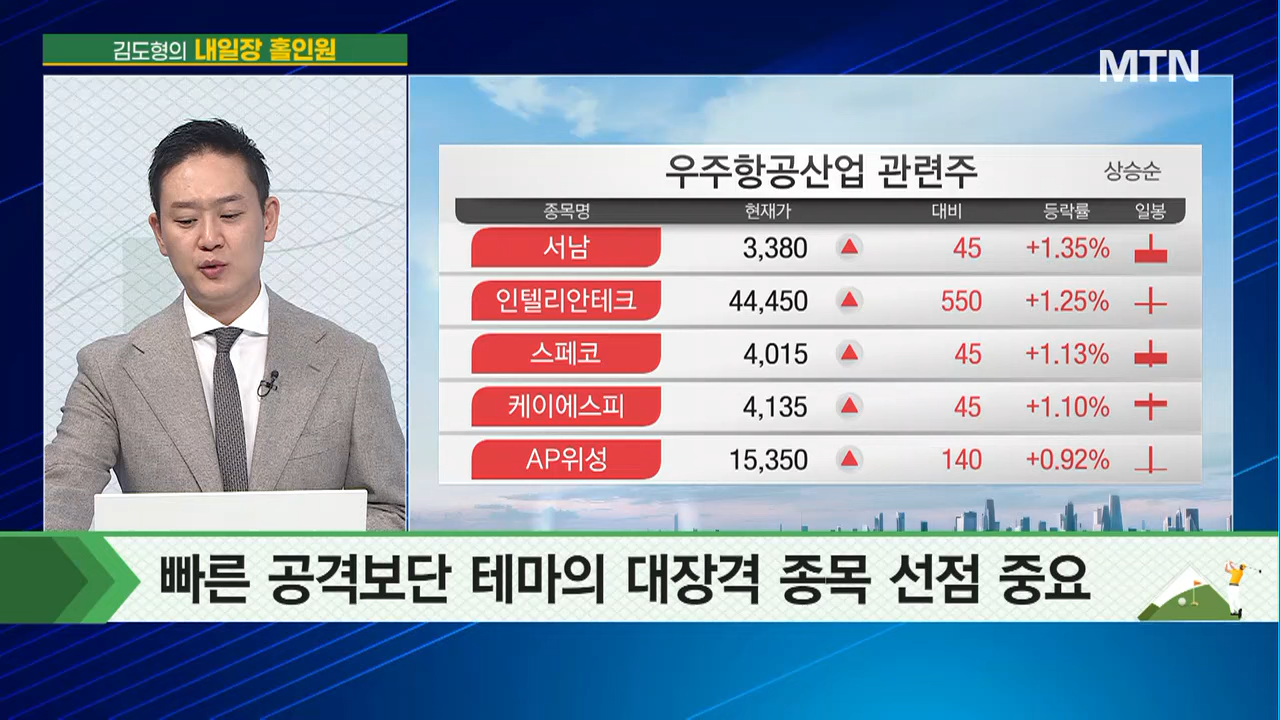 김도형의 내일장 홀인원
MTN
우주항공산업 관련주 상승순
종목명 현재가 대비 등락률 일봉
서남 3,380 ▲ 45 +1.35%
인텔리안테크 44,450 ▲ 550 +1.25%
스페코 4,015 ▲ 45 +1.13%
케이에스피 4,135 ▲ 45 +1.10%
AP위성 15,350 ▲ 140 +0.92%
빠른 공격보단 테마의 대장격 종목 선점 중요